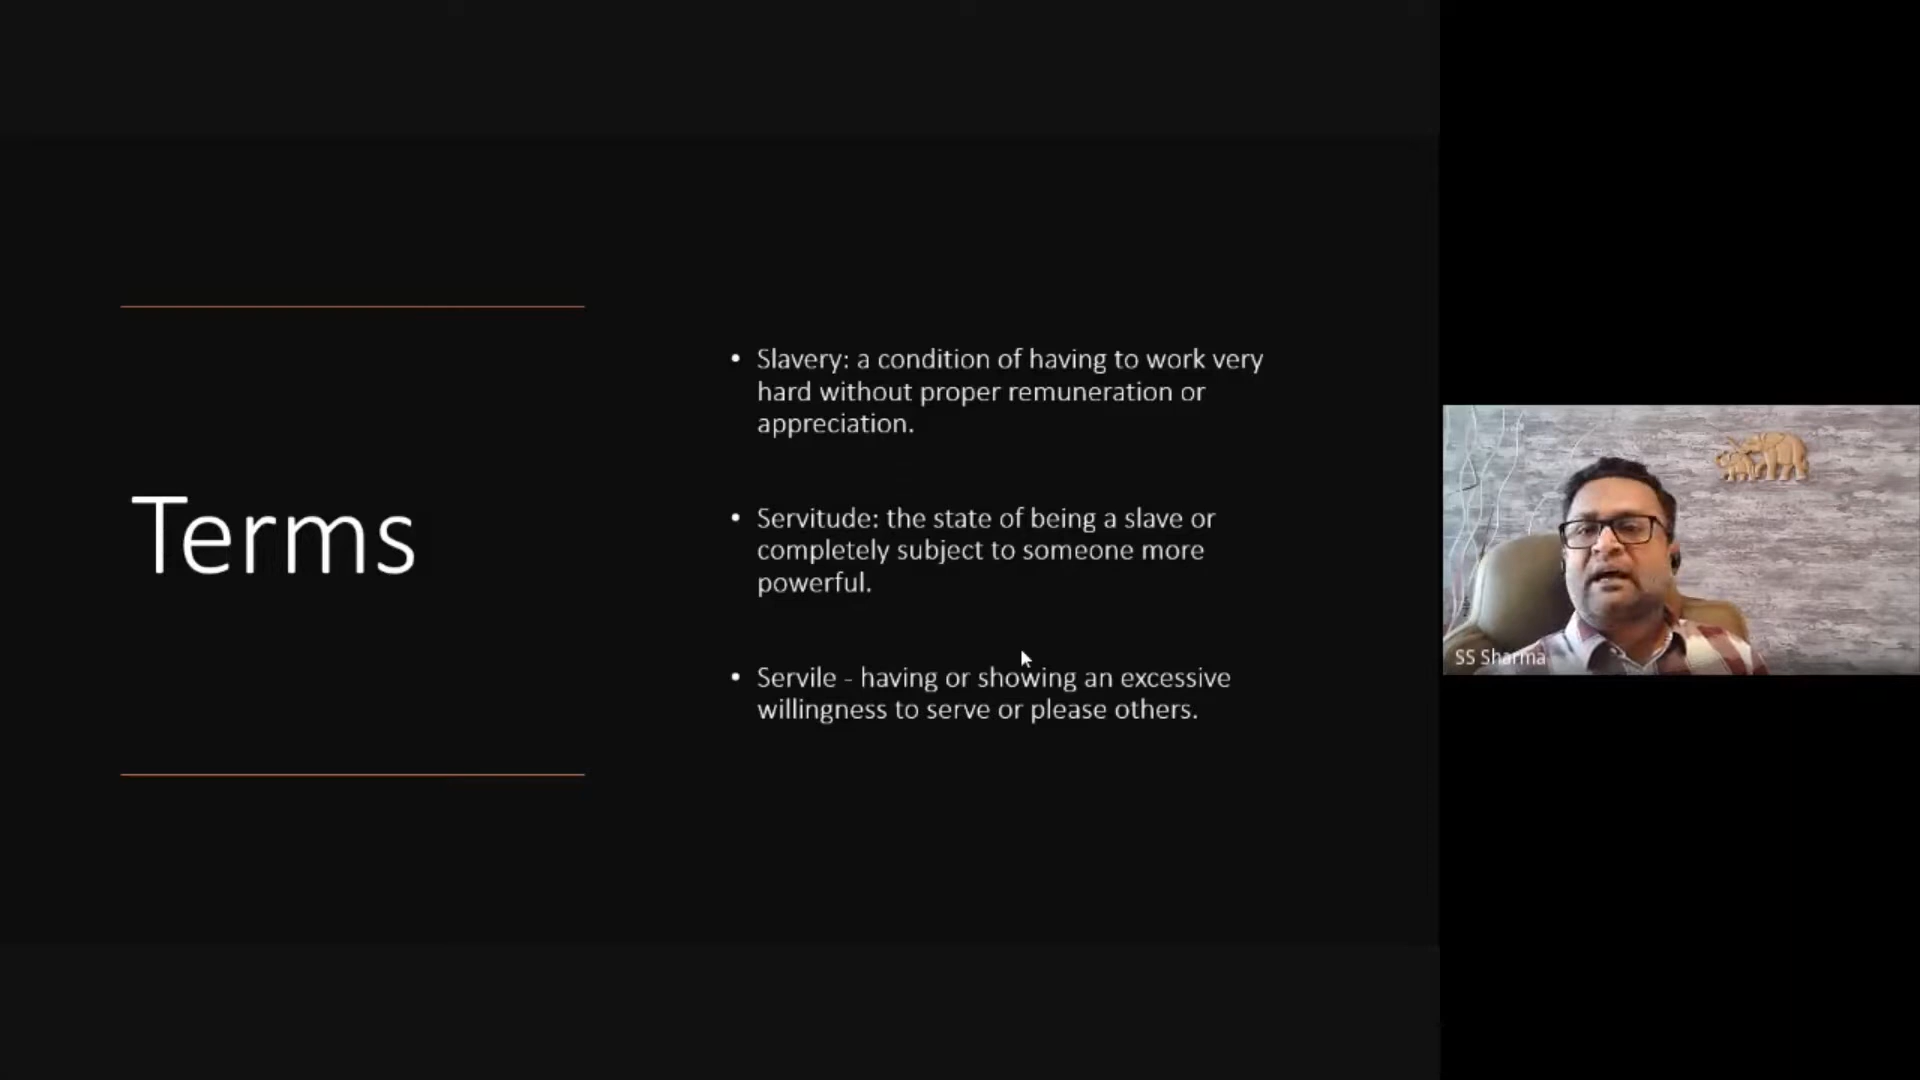 Terms
• Slavery: a condition of having to work very
hard without proper remuneration or
appreciation.
• Servitude: the state of being a slave or
completely subject to someone more
powerful.
• Servile - having or showing an excessive
willingness to serve or please others.
SS Sharma